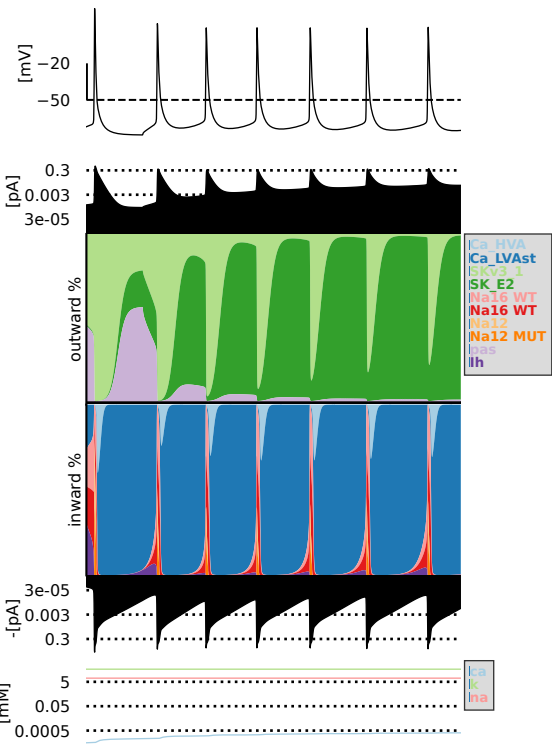 [mV]
−20
−50
[pA]
0.3
0.003
3e-05
outward %
Ca_HVA
Ca_LVAst
SKv3_1
SK_E2
Na16 WT
Na16 WT
Na12
Na12 MUT
pas
Ih
inward %
-[pA]
3e-05
0.003
0.3
[mM]
5
0.05
0.0005
ca
k
na